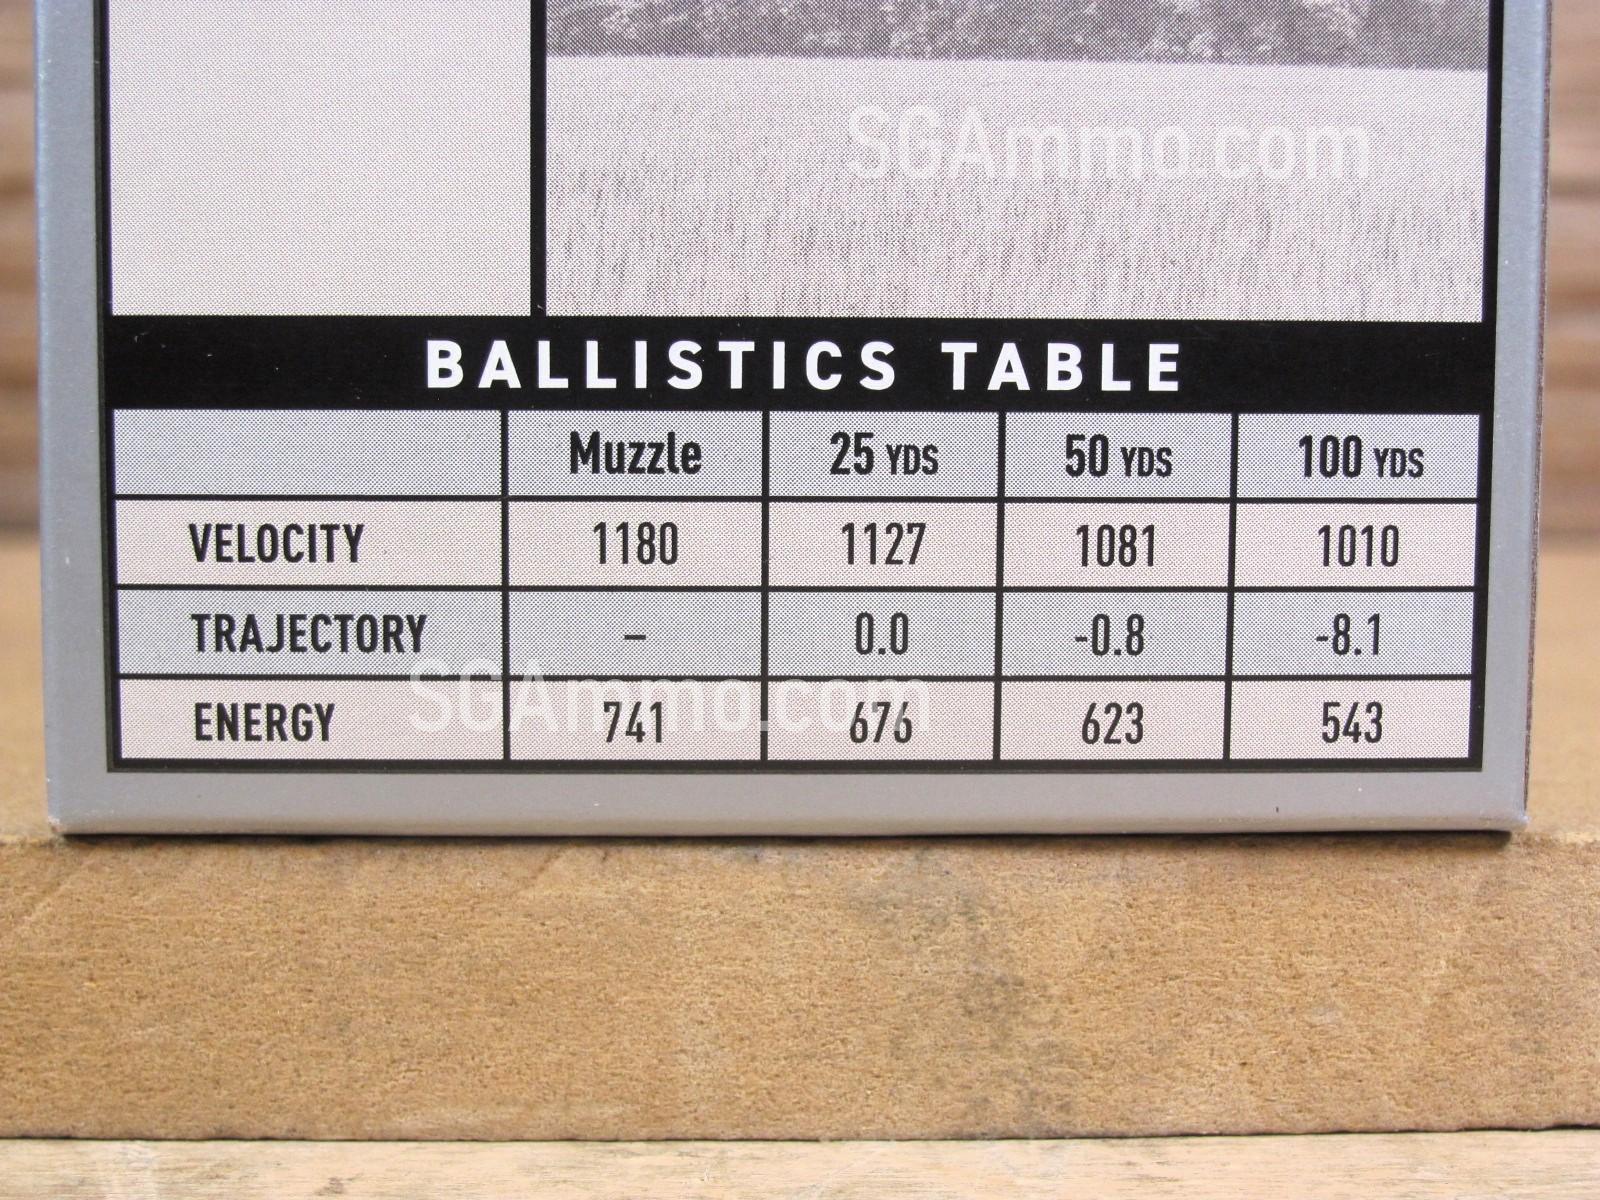 SGAmmo.com
BALLISTICS TABLE
Muzzle 25 YDS 50 YDS 100 YDS
VELOCITY 1180 1127 1081 1010
TRAJECTORY – 0.0 -0.8 -8.1
SGAmmo.com
ENERGY 741 676 623 543